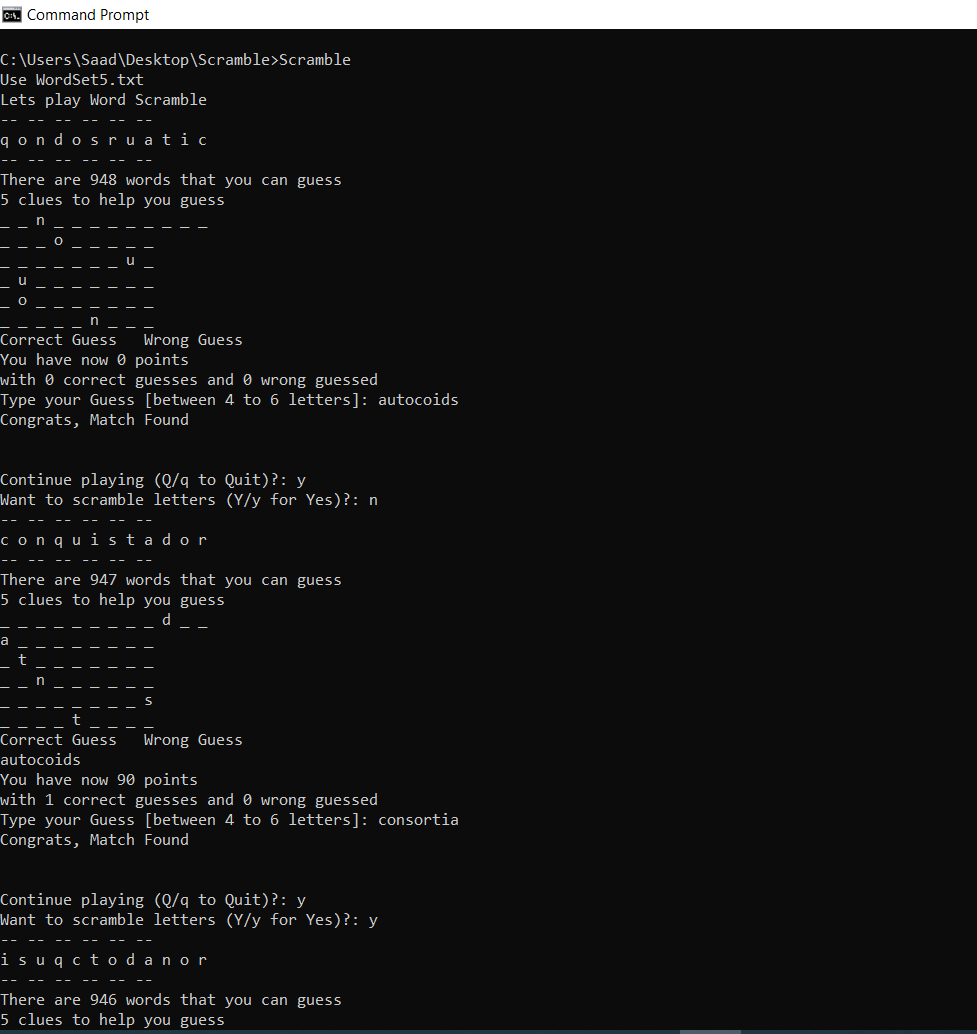 Command Prompt
C:\Users\Saad\Desktop\Scramble>Scramble
Use WordSet5.txt
Lets play Word Scramble
-- -- -- -- -- --
q o n d o s r u a t i c
-- -- -- -- -- --
There are 948 words that you can guess
5 clues to help you guess
_ _ n _ _ _ _ _ _ _ _ _
_ _ _ o _ _ _ _ _
_ _ _ _ _ _ _ u _
_ u _ _ _ _ _ _ _
_ o _ _ _ _ _ _ _
_ _ _ _ _ n _ _ _
Correct Guess   Wrong Guess
You have now 0 points
with 0 correct guesses and 0 wrong guessed
Type your Guess [between 4 to 6 letters]: autocoids
Congrats, Match Found
Continue playing (Q/q to Quit)?: y
Want to scramble letters (Y/y for Yes)?: n
-- -- -- -- -- --
c o n q u i s t a d o r
-- -- -- -- -- --
There are 947 words that you can guess
5 clues to help you guess
_ _ _ _ _ _ _ _ _ d _ _
a _ _ _ _ _ _ _ _
_ t _ _ _ _ _ _ _
_ _ n _ _ _ _ _ _
_ _ _ _ _ _ _ _ s
_ _ _ _ t _ _ _ _
Correct Guess   Wrong Guess
autocoids
You have now 90 points
with 1 correct guesses and 0 wrong guessed
Type your Guess [between 4 to 6 letters]: consortia
Congrats, Match Found
Continue playing (Q/q to Quit)?: y
Want to scramble letters (Y/y for Yes)?: y
-- -- -- -- -- --
i s u q c t o d a n o r
-- -- -- -- -- --
There are 946 words that you can guess
5 clues to help you guess